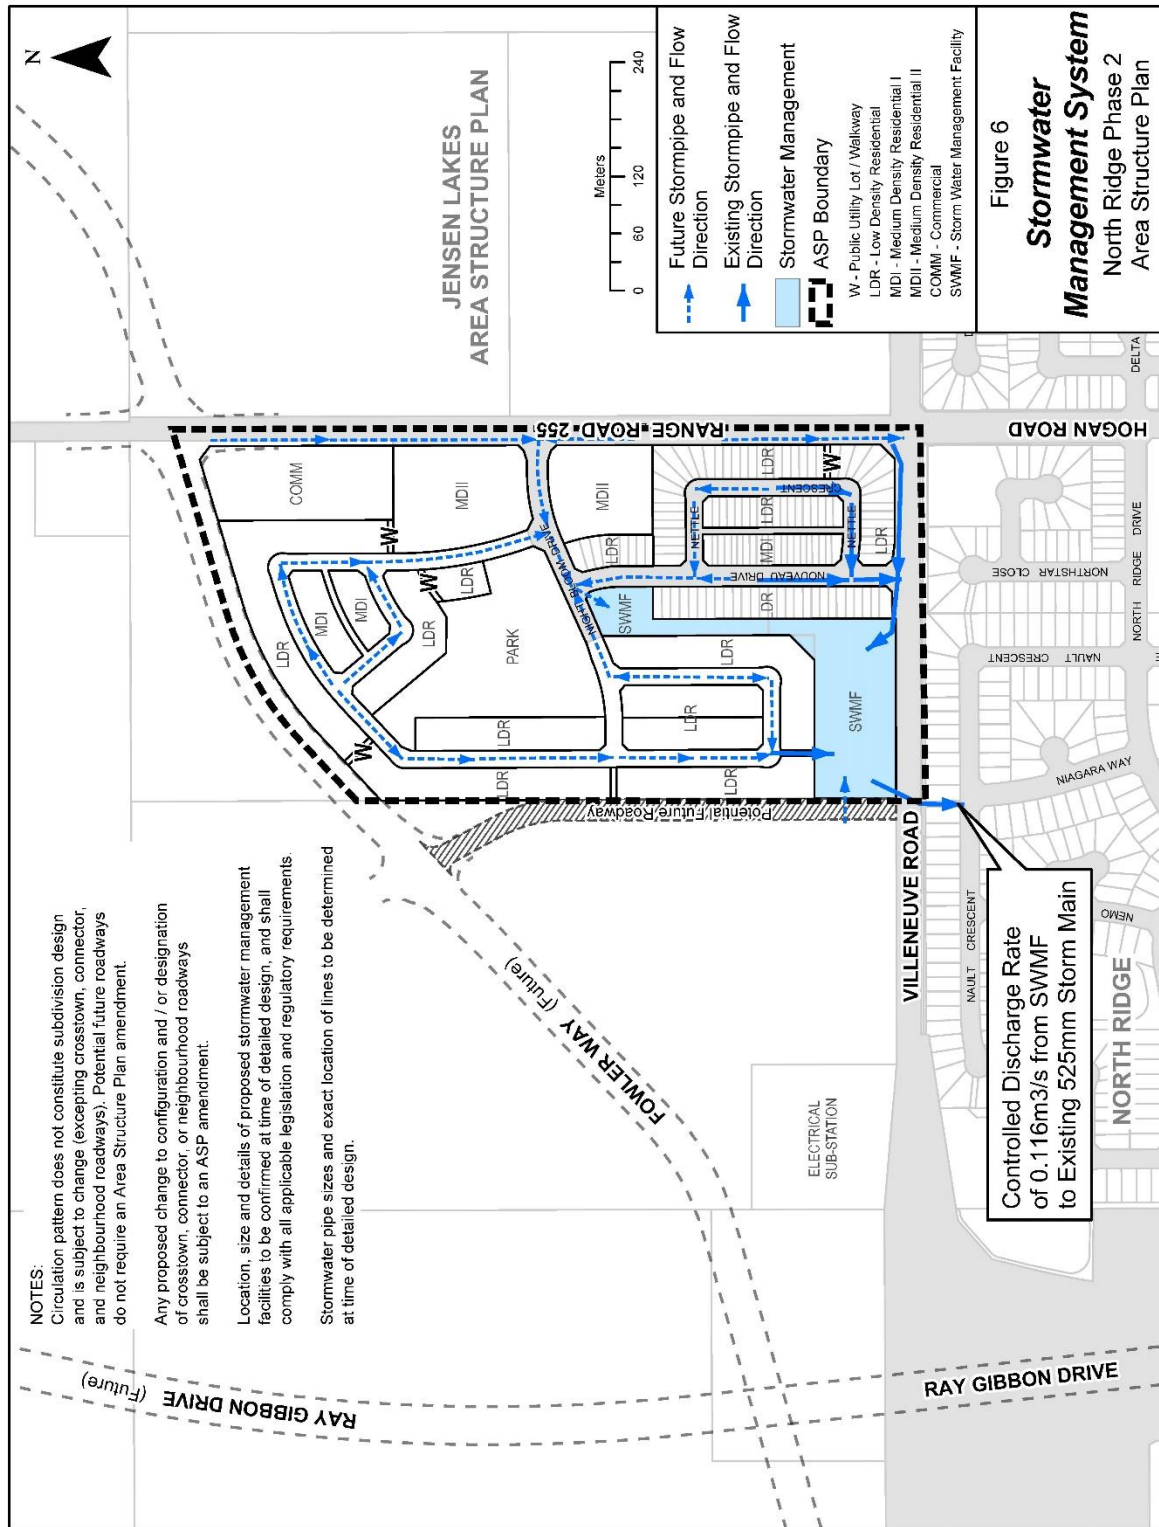 N
NOTES:
Circulation pattern does not constitute subdivision design
and is subject to change (excepting crosstown, connector,
and neighbourhood roadways). Potential future roadways
do not require an Area Structure Plan amendment.
Any proposed change to configuration and / or designation
of crosstown, connector, or neighbourhood roadways
shall be subject to an ASP amendment.
Location, size and details of proposed stormwater management
facilities to be confirmed at time of detailed design, and shall
comply with all applicable legislation and regulatory requirements.
Stormwater pipe sizes and exact location of lines to be determined
at time of detailed design.
RAY GIBBON DRIVE (Future)
RAY GIBBON DRIVE
FOWLER WAY (Future)
ELECTRICAL
SUB-STATION
JENSEN LAKES
AREA STRUCTURE PLAN
COMM
MDII
MDII
LDR
MDI
MDI
LDR
LDR
PARK
W
W
W
W
LDR
LDR
LDR
LDR
LDR
LDR
LDR
LDR
LDR
MDI
LDR
LDR
SWMF
SWMF
NIGHTBLOOM DRIVE
NOUVEAU DRIVE
NETTLE
CRESCENT
NETTLE
RANGE ROAD 255
Potential Future Roadway
VILLENEUVE ROAD
HOGAN ROAD
NAULT CRESCENT
NEMO
NIAGARA WAY
NAULT CRESCENT
NORTHSTAR CLOSE
NORTH RIDGE DRIVE
DELTA
NORTH RIDGE
Controlled Discharge Rate
of 0.116m3/s from SWMF
to Existing 525mm Storm Main
Meters
0 60 120 240
Future Stormpipe and Flow
Direction
Existing Stormpipe and Flow
Direction
Stormwater Management
ASP Boundary
W - Public Utility Lot / Walkway
LDR - Low Density Residential
MDI - Medium Density Residential I
MDII - Medium Density Residential II
COMM - Commercial
SWMF - Storm Water Management Facility
Figure 6
Stormwater
Management System
North Ridge Phase 2
Area Structure Plan